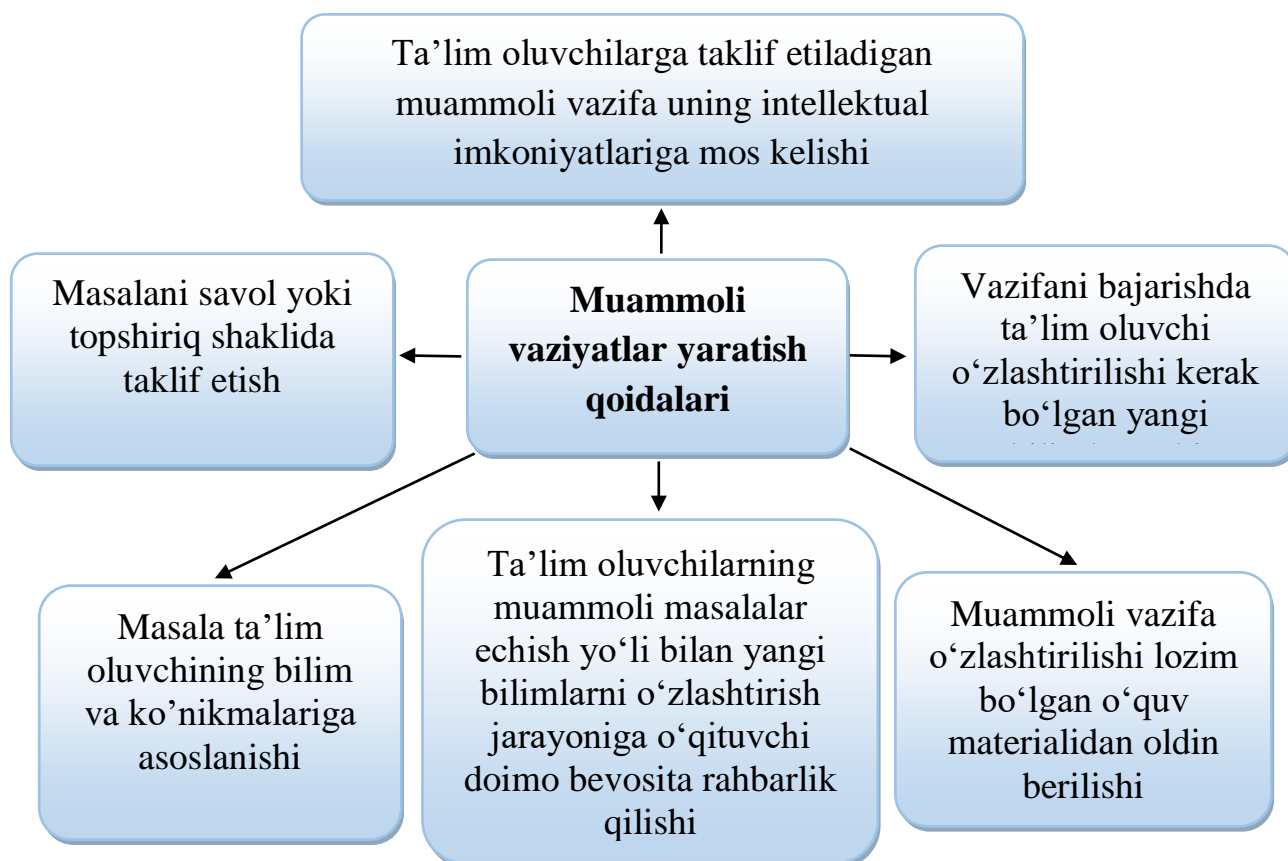 Ta’lim oluvchilarga taklif etiladigan
muammoli vazifa uning intellektual
imkoniyatlariga mos kelishi
Masalani savol yoki
topshiriq shaklida
taklif etish
Muammoli
vaziyatlar yaratish
qoidalari
Vazifani bajarishda
ta’lim oluvchi
o‘zlashtirilishi kerak
bo‘lgan yangi
Masala ta’lim
oluvchining bilim
va ko’nikmalariga
asoslanishi
Ta’lim oluvchilarning
muammoli masalalar
echish yo‘li bilan yangi
bilimlarni o‘zlashtirish
jarayoniga o‘qituvchi
doimo bevosita rahbarlik
qilishi
Muammoli vazifa
o‘zlashtirilishi lozim
bo‘lgan o‘quv
materialidan oldin
berilishi